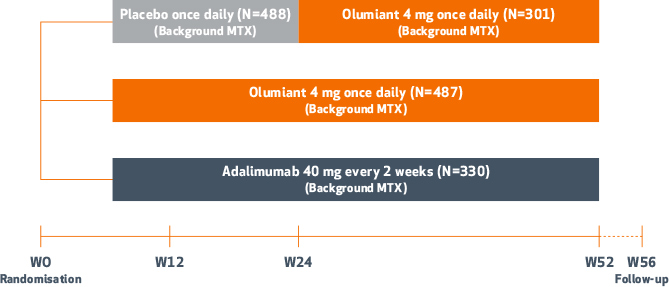 Placebo once daily (N=488)
(Background MTX)
Olumiant 4 mg once daily (N=301)
(Background MTX)
Olumiant 4 mg once daily (N=487)
(Background MTX)
Adalimumab 40 mg every 2 weeks (N=330)
(Background MTX)
W0
Randomisation
W12
W24
W52
W56
Follow-up